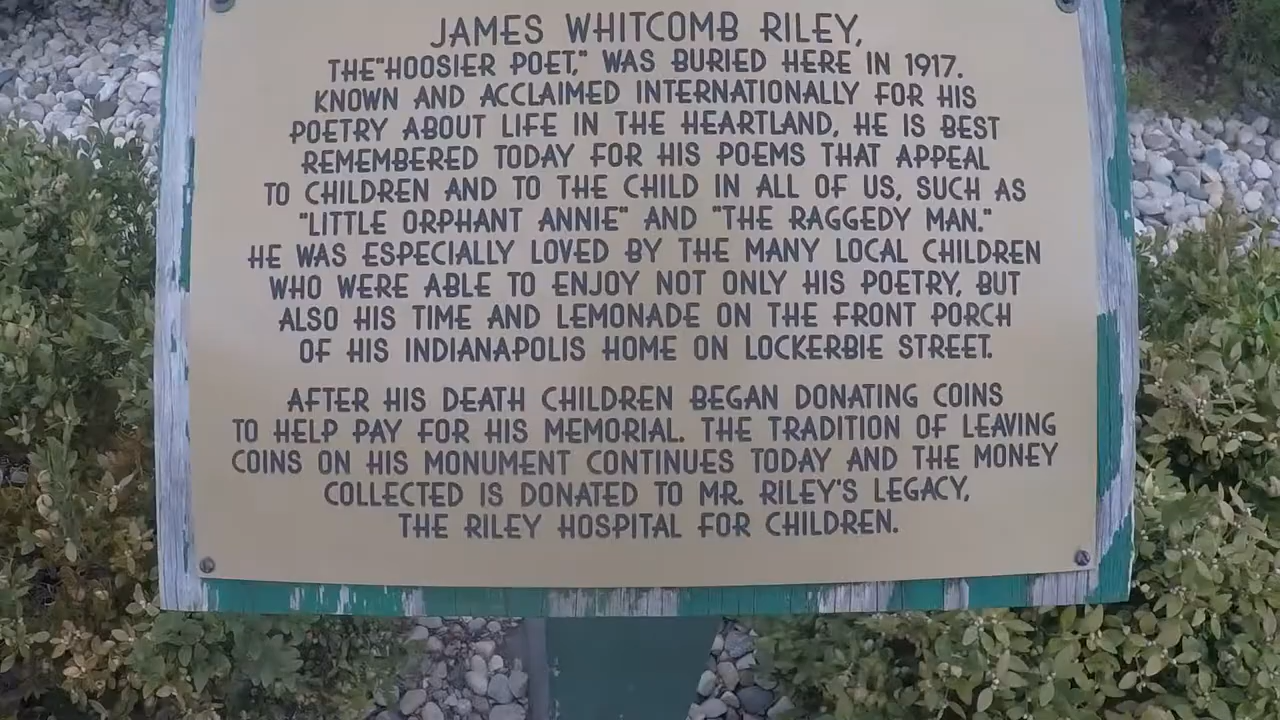 JAMES WHITCOMB RILEY,
THE "HOOSIER POET," WAS BURIED HERE IN 1917.
KNOWN AND ACCLAIMED INTERNATIONALLY FOR HIS
POETRY ABOUT LIFE IN THE HEARTLAND, HE IS BEST
REMEMBERED TODAY FOR HIS POEMS THAT APPEAL
TO CHILDREN AND TO THE CHILD IN ALL OF US, SUCH AS
"LITTLE ORPHANT ANNIE" AND "THE RAGGEDY MAN."
HE WAS ESPECIALLY LOVED BY THE MANY LOCAL CHILDREN
WHO WERE ABLE TO ENJOY NOT ONLY HIS POETRY, BUT
ALSO HIS TIME AND LEMONADE ON THE FRONT PORCH
OF HIS INDIANAPOLIS HOME ON LOCKERBIE STREET.
AFTER HIS DEATH CHILDREN BEGAN DONATING COINS
TO HELP PAY FOR HIS MEMORIAL. THE TRADITION OF LEAVING
COINS ON HIS MONUMENT CONTINUES TODAY AND THE MONEY
COLLECTED IS DONATED TO MR. RILEY'S LEGACY,
THE RILEY HOSPITAL FOR CHILDREN.